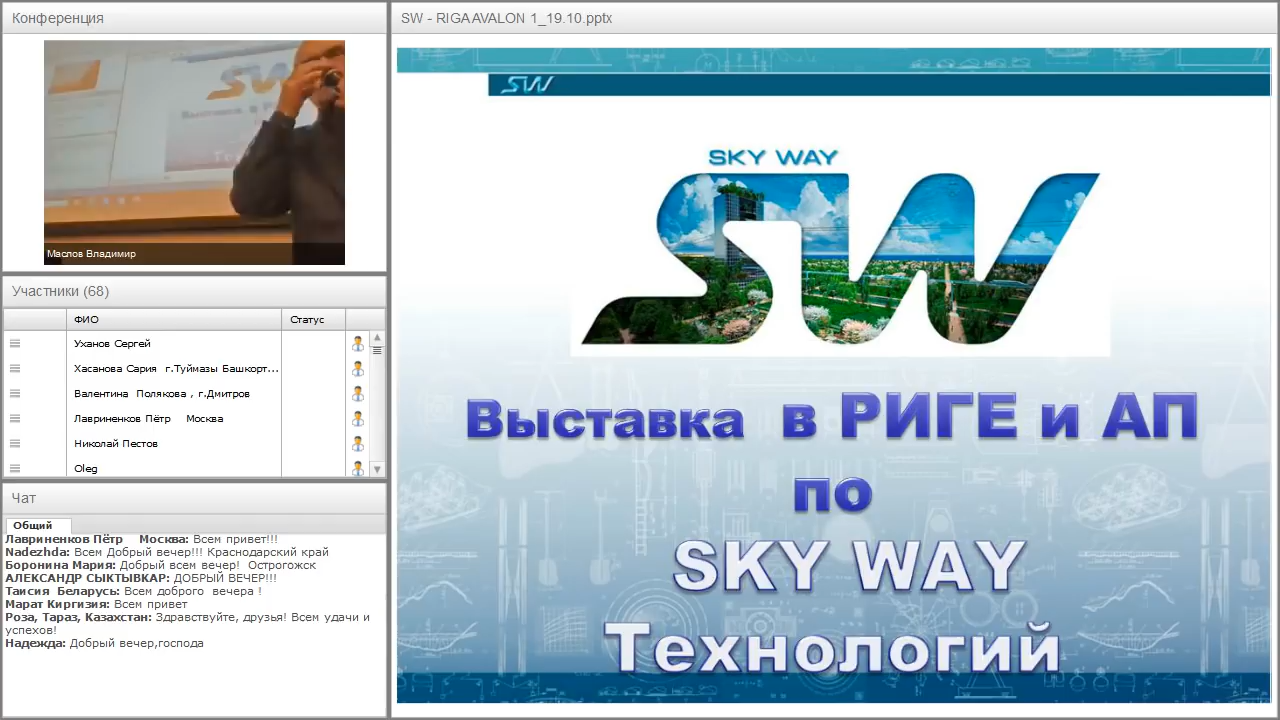 Конференция
Маслов Владимир
Участники (68)
ФИО
Статус
Уханов Сергей
Хасанова Сария г.Туймазы Башкорт...
Валентина Полякова , г.Дмитров
Лавриненков Пётр Москва
Николай Пестов
Oleg
Чат
Общий
Лавриненков Пётр Москва: Всем привет!!!
Nadezhda: Всем Добрый вечер!!! Краснодарский край
Боронина Мария: Добрый всем вечер! Острогожск
АЛЕКСАНДР СЫКТЫВКАР: ДОБРЫЙ ВЕЧЕР!!!
Таисия Беларусь: Всем доброго вечера !
Марат Киргизия: Всем привет
Роза, Тараз, Казахстан: Здравствуйте, друзья! Всем удачи и
успехов!
Надежда: Добрый вечер,господа
SW - RIGAAVALON 1_19.10.pptx
SW
SKY WAY
SW
Выставка в РИГЕ и АП
по
SKY WAY
Технологий